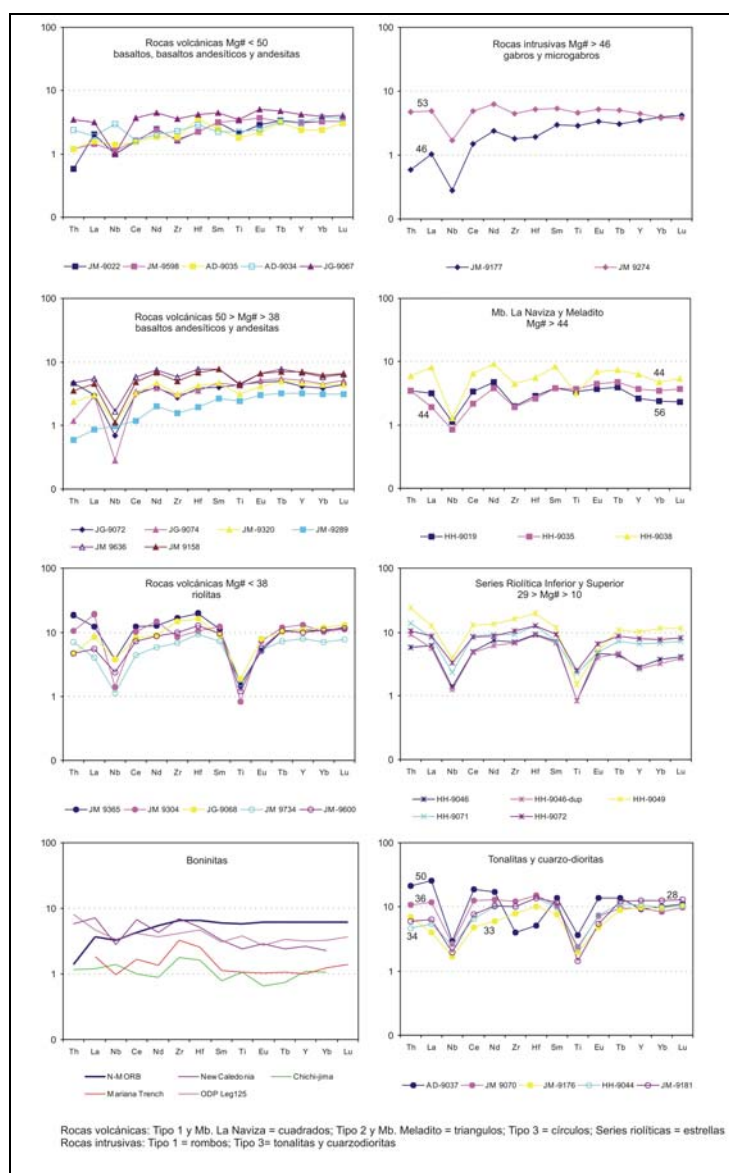 Rocas volcánicas Mg# < 50
basaltos, basaltos andesíticos y andesitas
100
10
1
0
Th La Nb Ce Nd Zr Hf Sm Ti Eu Tb Y Yb Lu
JM-9022 JM-9598 AD-9035 AD-9034 JG-9067
Rocas intrusivas Mg# > 46
gabros y microgabros
100
10
1
0
53
46
Th La Nb Ce Nd Zr Hf Sm Ti Eu Tb Y Yb Lu
JM-9177 JM 9274
Rocas volcánicas 50 > Mg# > 38
basaltos andesíticos y andesitas
100
10
1
0
Th La Nb Ce Nd Zr Hf Sm Ti Eu Tb Y Yb Lu
JG-9072 JG-9074 JM-9320 JM-9289
JM 9636 JM 9158
Mb. La Naviza y Meladito
Mg# > 44
100
10
1
0
44
44
56
Th La Nb Ce Nd Zr Hf Sm Ti Eu Tb Y Yb Lu
HH-9019 HH-9035 HH-9038
Rocas volcánicas Mg# < 38
riolitas
100
10
1
0
Th La Nb Ce Nd Zr Hf Sm Ti Eu Tb Y Yb Lu
JM 9365 JM 9304 JG-9068 JM 9734 JM-9600
Series Riolítica Inferior y Superior
29 > Mg# > 10
100
10
1
0
Th La Nb Ce Nd Zr Hf Sm Ti Eu Tb Y Yb Lu
HH-9046 HH-9046-dup HH-9049
HH-9071 HH-9072
Boninitas
100
10
1
0
Th La Nb Ce Nd Zr Hf Sm Ti Eu Tb Y Yb Lu
N-MORB NewCaledonia Chichi-jima
Mariana Trench ODP Leg125
Tonalitas y cuarzo-dioritas
100
10
1
0
50
36
34
33
28
Th La Nb Ce Nd Zr Hf Sm Ti Eu Tb Y Yb Lu
AD-9037 JM 9070 JM-9176 HH-9044 JM-9181
Rocas volcánicas: Tipo 1 y Mb. La Naviza = cuadrados; Tipo 2 y Mb. Meladito = triangulos; Tipo 3 = círculos; Series riolíticas = estrellas
Rocas intrusivas: Tipo 1 = rombos; Tipo 3= tonalitas y cuarzodioritas